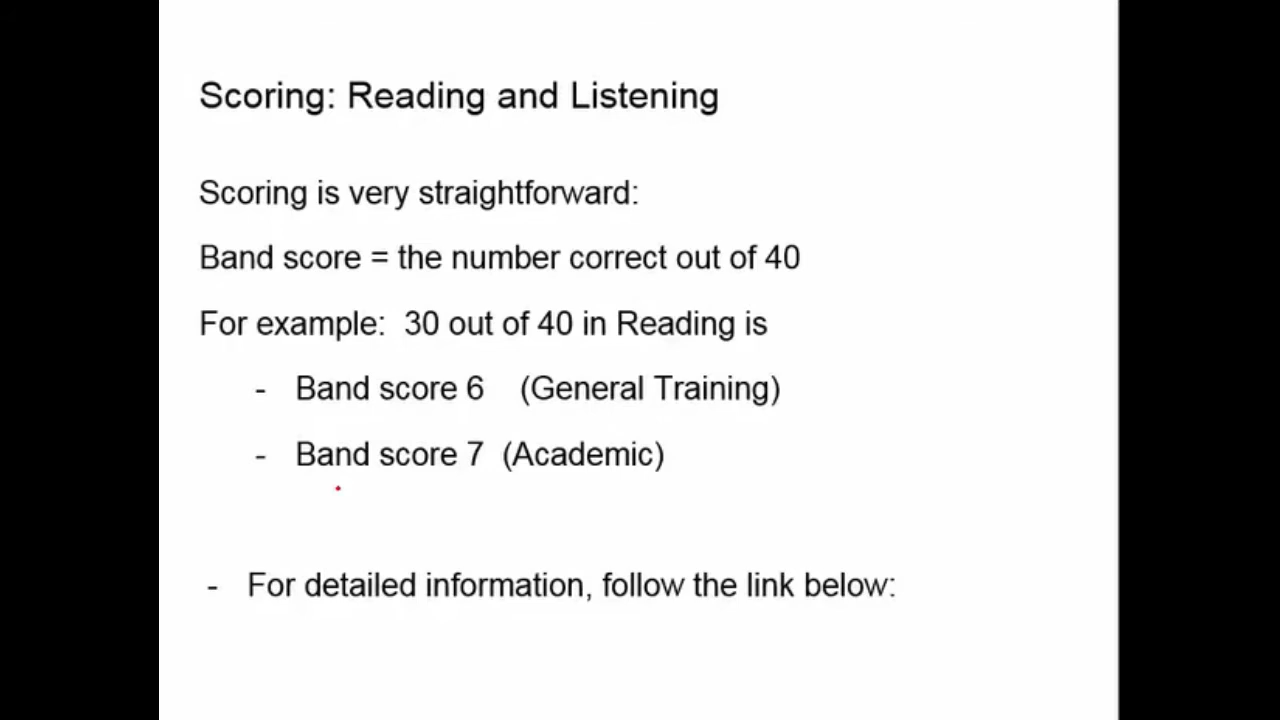 Scoring: Reading and Listening
Scoring is very straightforward:
Band score = the number correct out of 40
For example:  30 out of 40 in Reading is
- Band score 6 (General Training)
- Band score 7 (Academic)
- For detailed information, follow the link below: